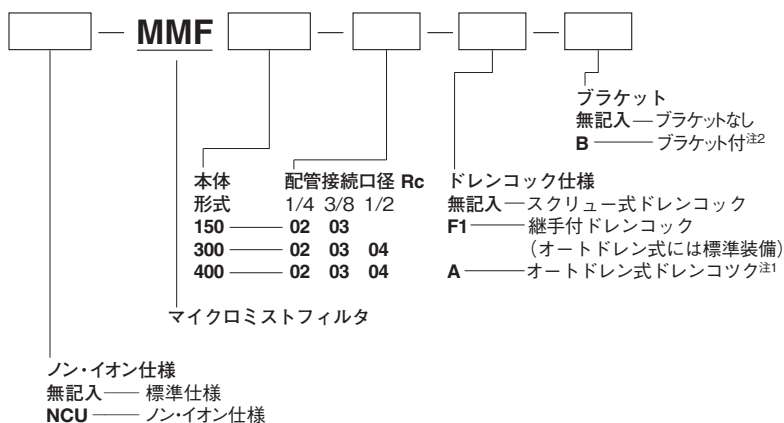 MMF
ブラケット
無記入 ブラケットなし
B ブラケット付注2
本体
形式
150
300
400
配管接続口径 Rc
1/4 3/8 1/2
02 03
02 03 04
02 03 04
ドレンコック仕様
無記入 スクリュー式ドレンコック
F1 継手付ドレンコック
(オートドレン式には標準装備)
A オートドレン式ドレンコツク注1
マイクロミストフィルタ
ノン・イオン仕様
無記入 標準仕様
NCU ノン・イオン仕様